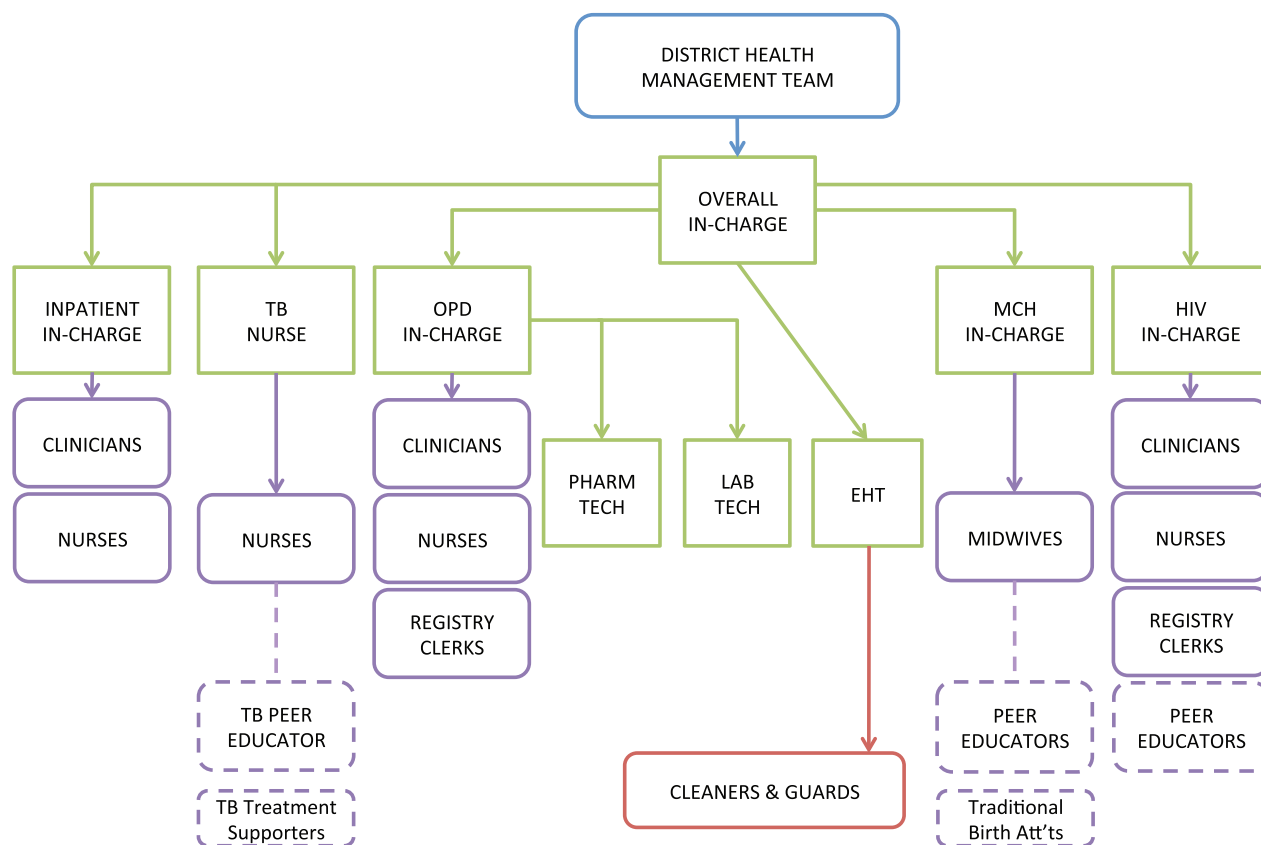 DISTRICT HEALTH
MANAGEMENT TEAM
OVERALL
IN-CHARGE
INPATIENT
IN-CHARGE
TB
NURSE
OPD
IN-CHARGE
MCH
IN-CHARGE
HIV
IN-CHARGE
CLINICIANS
CLINICIANS
CLINICIANS
PHARM
TECH
LAB
TECH
EHT
NURSES
NURSES
NURSES
MIDWIVES
NURSES
REGISTRY
CLERKS
REGISTRY
CLERKS
TB PEER
EDUCATOR
PEER
EDUCATORS
PEER
EDUCATORS
CLEANERS & GUARDS
TB Treatment
Supporters
Traditional
Birth Att'ts